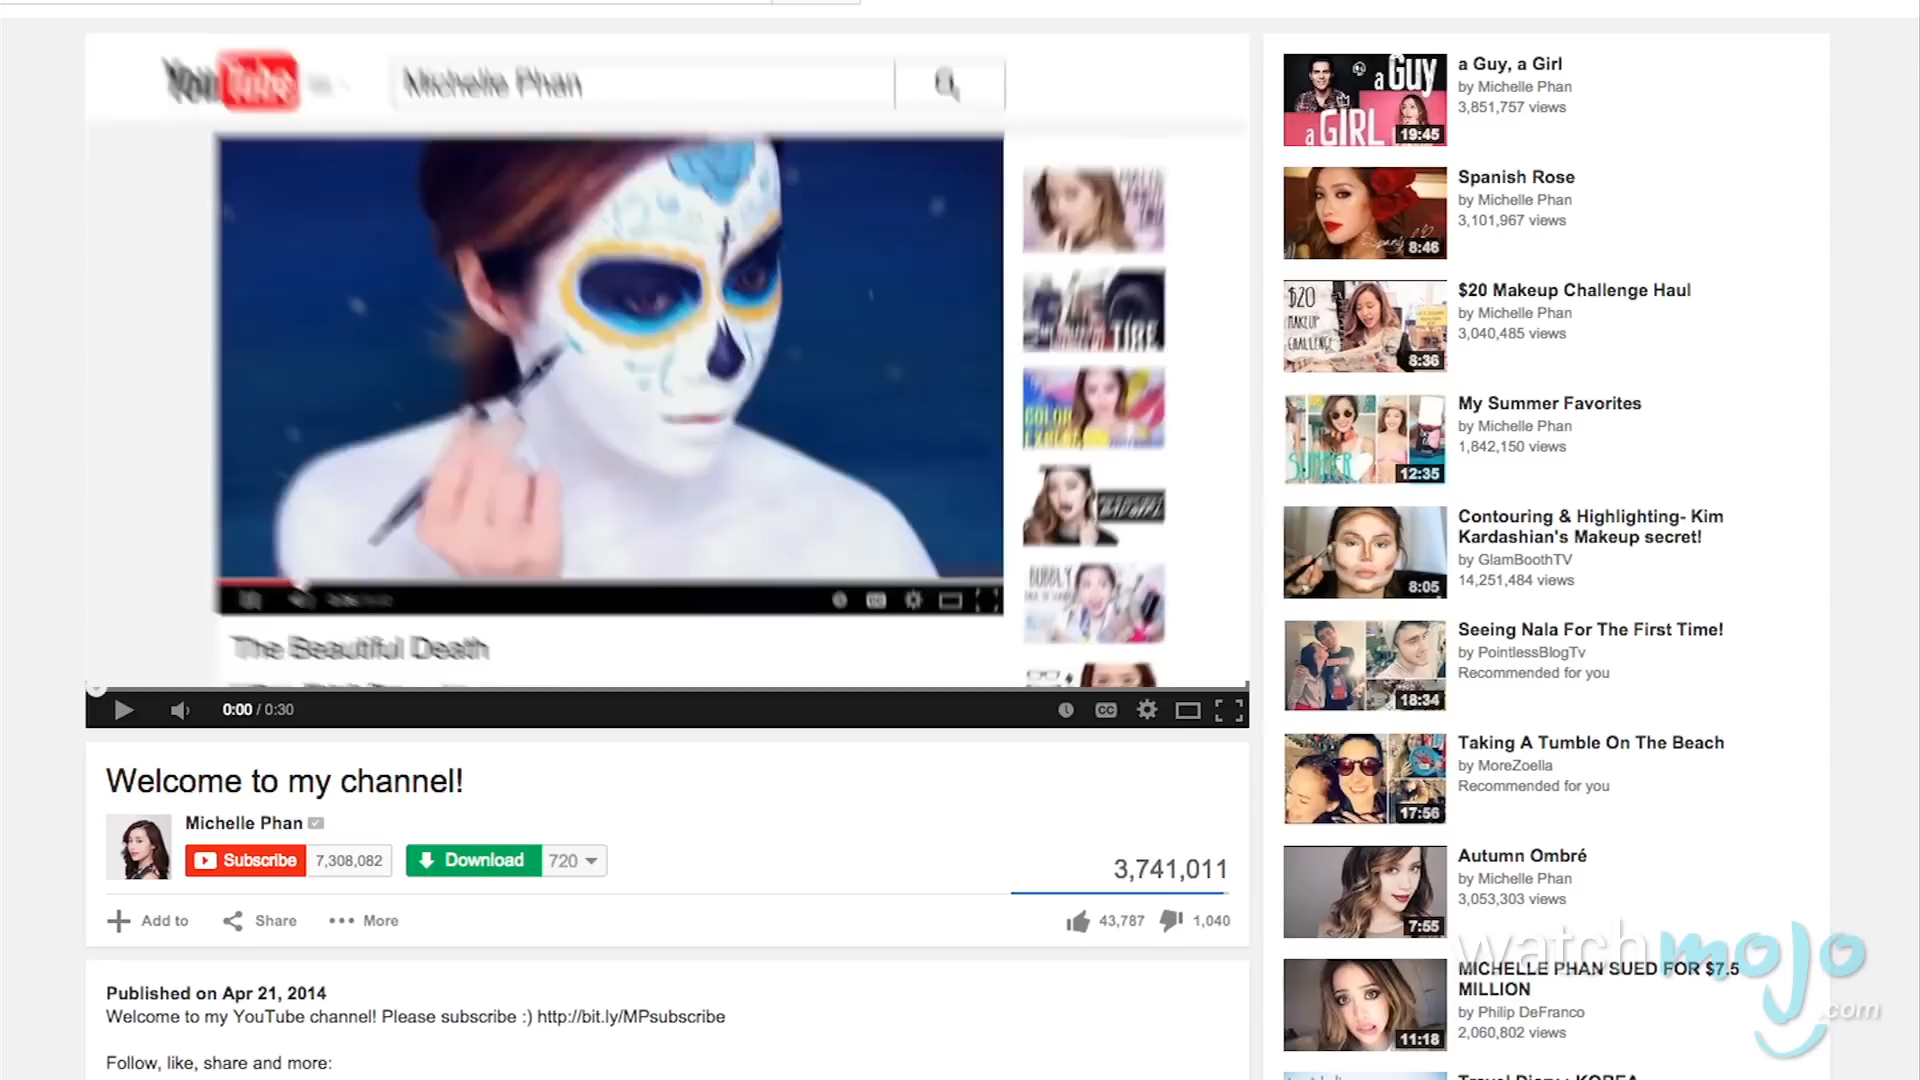 YouTube
Michelle Phan
The Beautiful Death
0:00 / 0:30
CC
Welcome to my channel!
Michelle Phan
Subscribe 7,308,082
Download 720
3,741,011
Add to
Share
More
43,787
1,040
Published on Apr 21, 2014
Welcome to my YouTube channel! Please subscribe :) http://bit.ly/MPsubscribe
Follow, like, share and more:
a Guy
a GIRL
19:45
a Guy, a Girl
by Michelle Phan
3,851,757 views
8:46
Spanish Rose
by Michelle Phan
3,101,967 views
$20
MAKEUP
CHALLENGE
8:36
$20 Makeup Challenge Haul
by Michelle Phan
3,040,485 views
SUMMER
12:35
My Summer Favorites
by Michelle Phan
1,842,150 views
8:05
Contouring & Highlighting- Kim
Kardashian's Makeup secret!
by GlamBoothTV
14,251,484 views
18:34
Seeing Nala For The First Time!
by PointlessBlogTv
Recommended for you
17:56
Taking A Tumble On The Beach
by MoreZoella
Recommended for you
7:55
Autumn Ombré
by Michelle Phan
3,053,303 views
11:18
MICHELLE PHAN SUED FOR $7.5
MILLION
by Philip DeFranco
2,060,802 views
watchmojo
.com